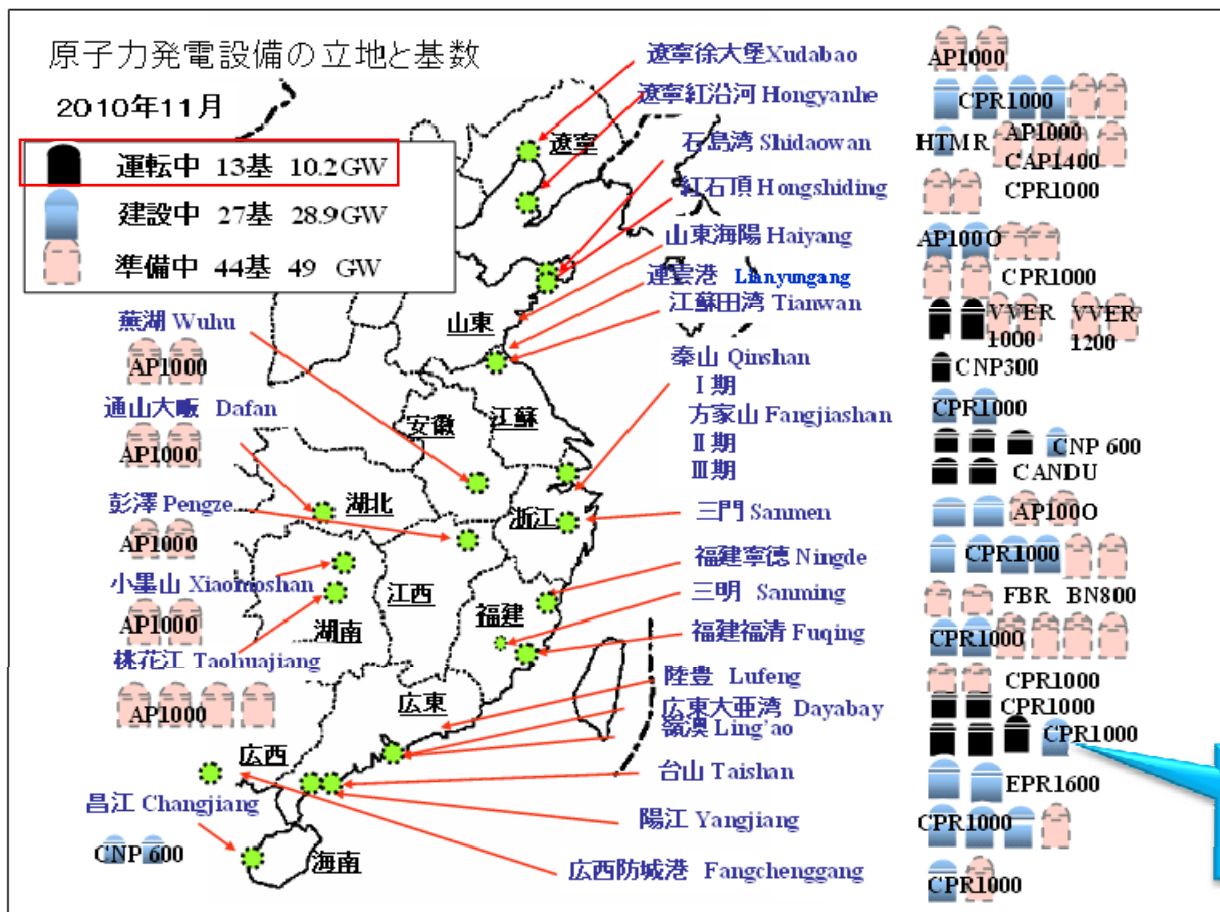 原子力発電設備の立地と基数
2010年11月
運転中 13基 10.2GW
建設中 27基 28.9GW
準備中 44基 49 GW
遼寧徐大堡Xudabao
遼寧紅沿河 Hongyanhe
石島湾 Shidaowan
紅石頂 Hongshiding
山東海陽 Haiyang
連雲港 Lianyungang
江蘇田湾 Tianwan
秦山 Qinshan
Ⅰ期
方家山 Fangjiashan
Ⅱ期
Ⅲ期
三門 Sanmen
福建寧徳 Ningde
三明 Sanming
福建福清 Fuqing
陸豊 Lufeng
広東大亜湾 Dayabay
嶺澳 Ling'ao
台山 Taishan
陽江 Yangjiang
広西防城港 Fangchenggang
蕪湖 Wuhu
AP1000
通山大畈 Dafan
AP1000
彭澤 Pengze
AP1000
小墨山 Xiaomoshan
AP1000
桃花江 Taohuajiang
AP1000
昌江 Changjiang
CNP 600
遼寧
山東
江蘇
安徽
湖北
浙江
江西
湖南
福建
広東
広西
海南
AP1000
CPR1000
HTMR AP1000
CAP1400
CPR1000
AP100O
CPR1000
VVER VVER
1000 1200
CNP300
CPR1000
CNP 600
CANDU
AP100O
CPR1000
FBR BN800
CPR1000
CPR1000
CPR1000
CPR1000
EPR1600
CPR1000
CPR1000